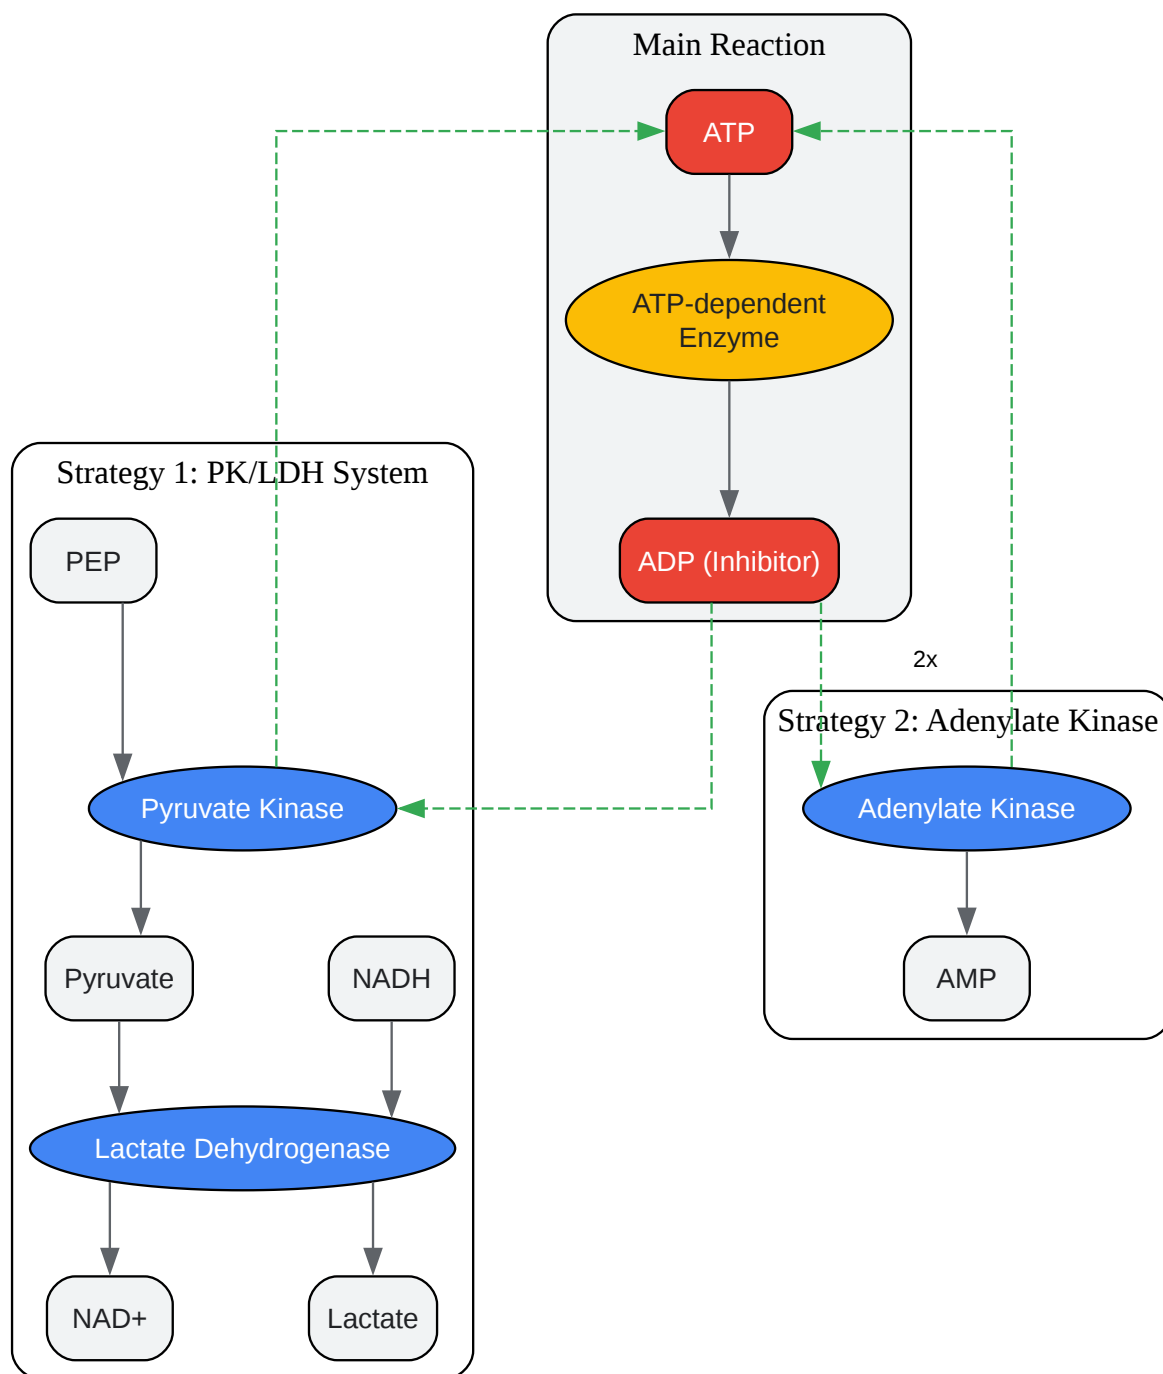 Main Reaction
ATP
ATP-dependent
Enzyme
ADP (Inhibitor)
2x
Strategy 1: PK/LDH System
PEP
Pyruvate Kinase
Pyruvate
NADH
Lactate Dehydrogenase
NAD+
Lactate
Strategy 2: Adenylate Kinase
Adenylate Kinase
AMP